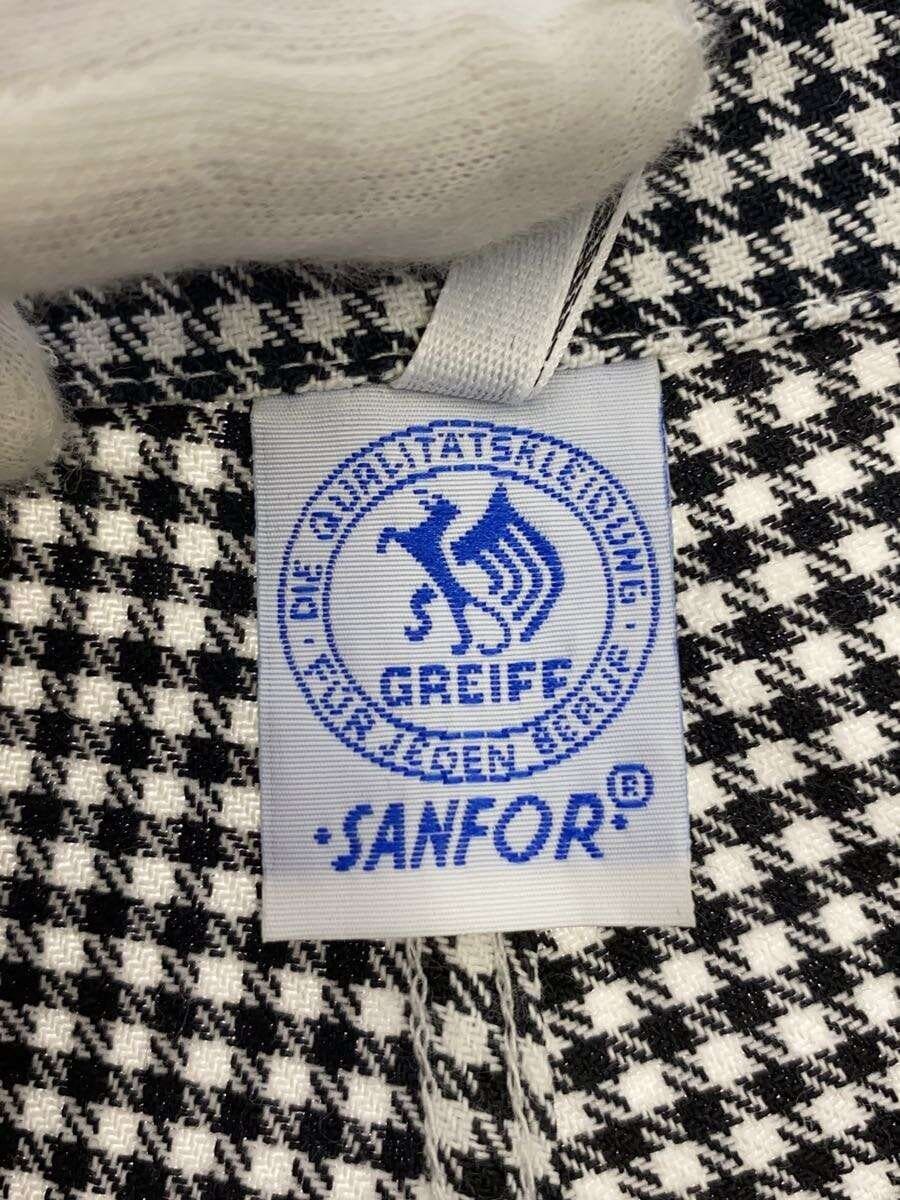 · DIE QUALITÄTSKLEIDUNG ·
GREIFF
FÜR JEDEN BERUF
·SANFOR®·